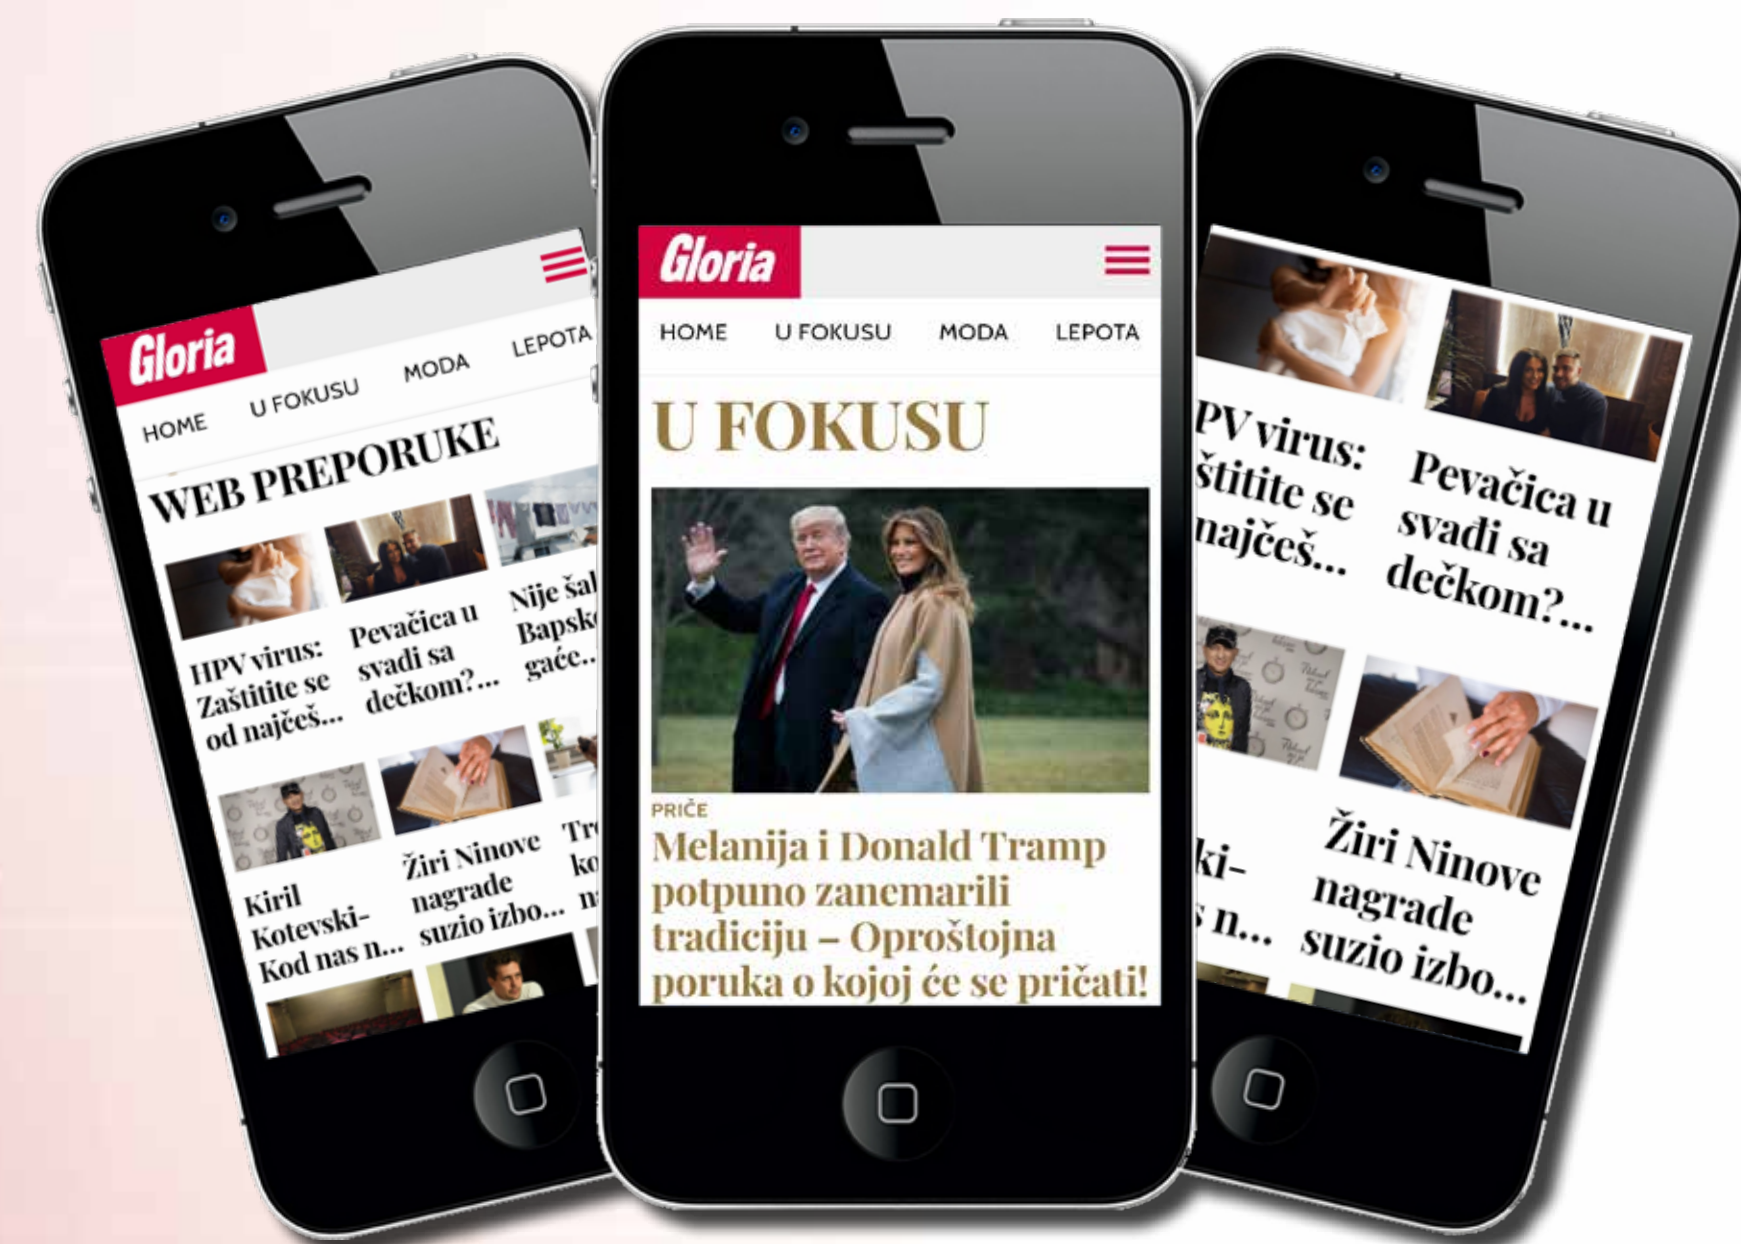 Gloria
HOME U FOKUSU MODA LEPOTA
WEB PREPORUKE
HPV virus:
Zaštitite se
od najčeš...
Pevačica u
svađi sa
dečkom?...
Nije
gaće...
Kiril
Kotevski-
Kod nas n...
Žiri Ninove
nagrade
suzio izbo...
Gloria
HOME U FOKUSU MODA LEPOTA
U FOKUSU
PRIČE
Melanija i Donald Tramp
potpuno zanemarili
tradiciju – Oproštojna
poruka o kojoj će se pričati!
PV virus:
štitite se
najčeš...
Pevačica u
svađi sa
dečkom?...
ki-
s n...
Žiri Ninove
nagrade
suzio izbo...